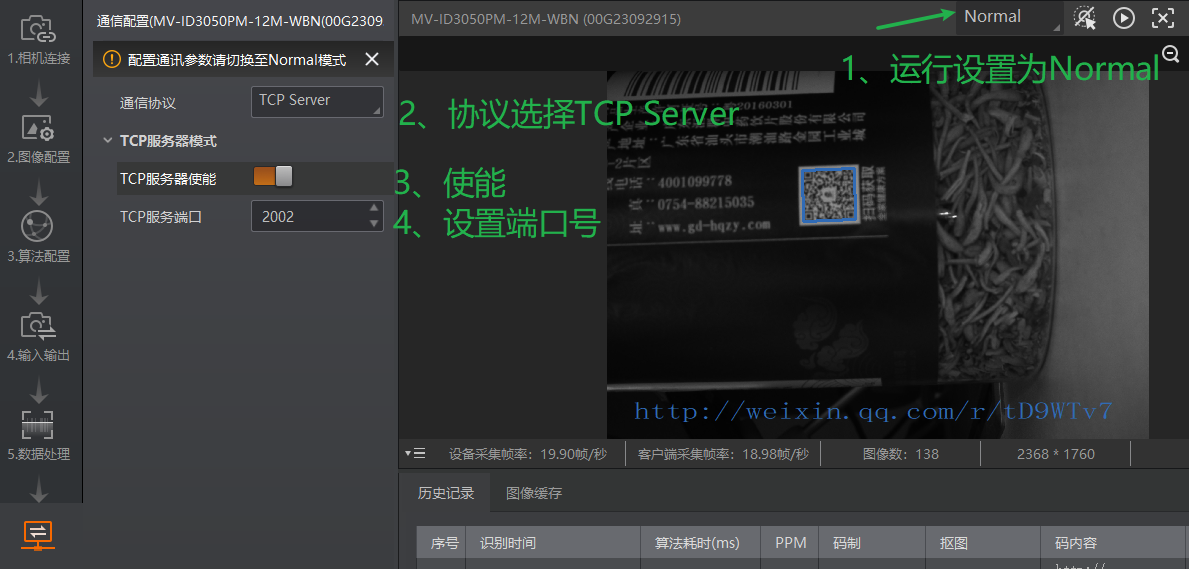 通信配置(MV-ID3050PM-12M-WBN(00G2309
MV-ID3050PM-12M-WBN (00G23092915)
Normal
1.相机连接
配置通讯参数请切换至Normal模式
1、运行设置为Normal
通信协议
TCP Server
2、协议选择TCP Server
TCP服务器模式
2.图像配置
TCP服务器使能
3、使能
TCP服务端口
2002
4、设置端口号
20160301
4001099778
0754-88215035
www.gd-hqzy.com
扫码获取
3.算法配置
4.输入输出
http://weixin.qq.com/r/tD9WTv7
5.数据处理
设备采集帧率：19.90帧/秒
客户端采集帧率：18.98帧/秒
图像数：138
2368 * 1760
历史记录
图像缓存
序号
识别时间
算法耗时(ms)
PPM
码制
抠图
码内容
http://